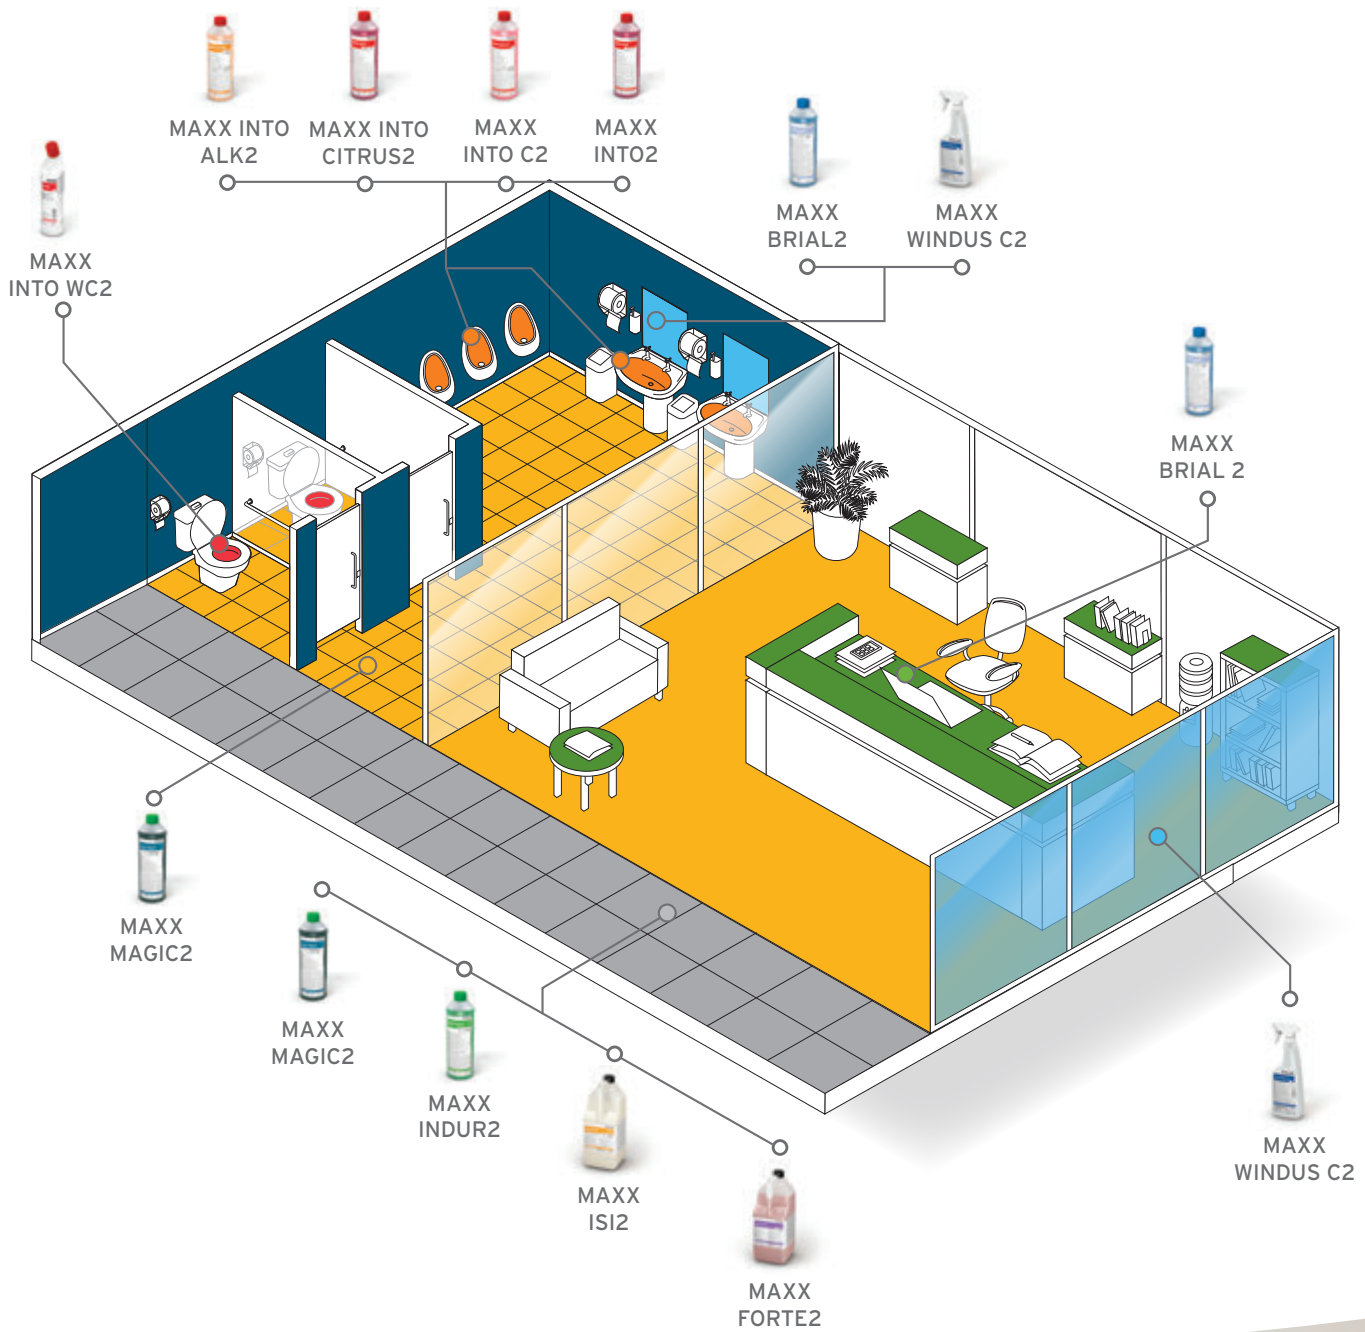 MAXX INTO
ALK2
MAXX INTO
CITRUS2
MAXX
INTO C2
MAXX
INTO2
MAXX
BRIAL2
MAXX
WINDUS C2
MAXX
INTO WC2
MAXX
BRIAL 2
MAXX
MAGIC2
MAXX
MAGIC2
MAXX
INDUR2
MAXX
ISI2
MAXX
FORTE2
MAXX
WINDUS C2